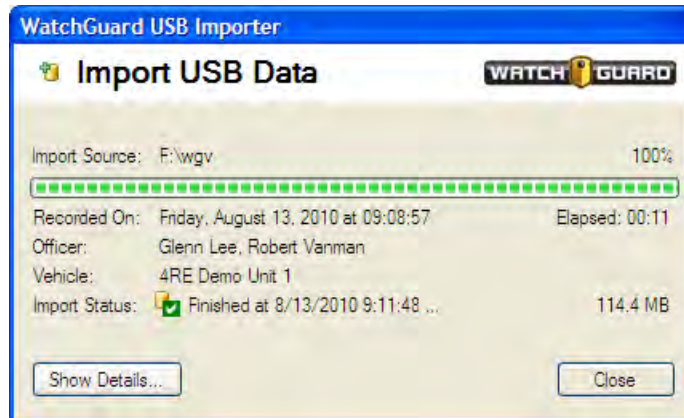 WatchGuard USB Importer
Import USB Data WATCH GUARD
Import Source: F:\wgv 100%
Recorded On: Friday, August 13, 2010 at 09:08:57 Elapsed: 00:11
Officer: Glenn Lee, Robert Vanman
Vehicle: 4RE Demo Unit 1
Import Status: Finished at 8/13/2010 9:11:48 ... 114.4 MB
Show Details... Close